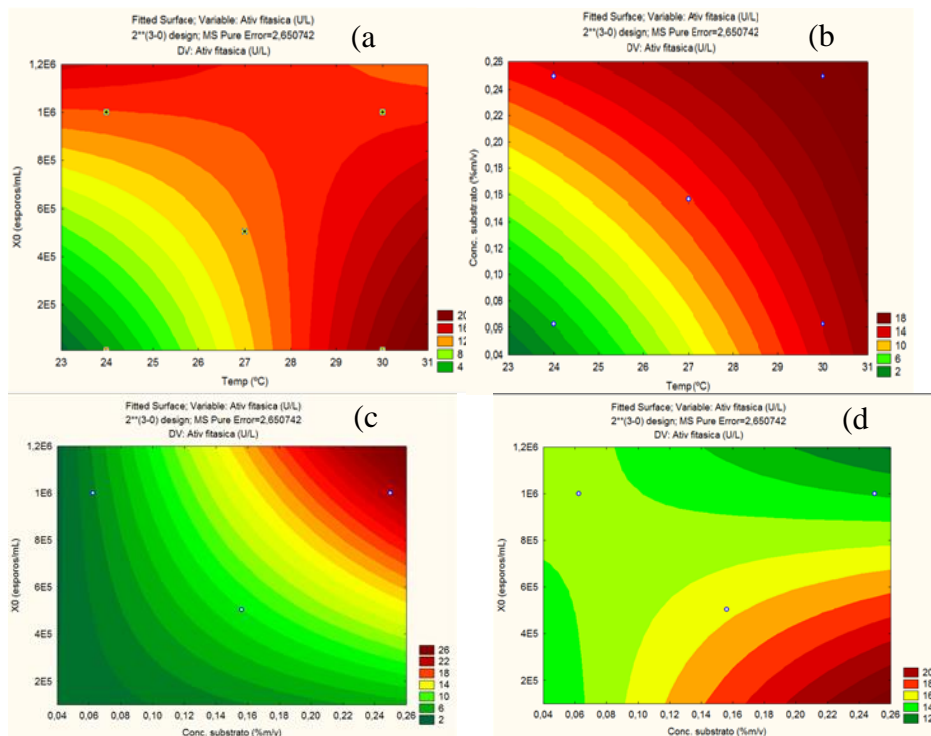 (a)
Fitted Surface; Variable: Ativ fitasica (U/L)
2**(3-0) design; MS Pure Error=2,650742
DV: Ativ fitasica (U/L)
X0 (esporos/mL)
1,2E6
1E6
8E5
6E5
4E5
2E5
23 24 25 26 27 28 29 30 31
Temp (ºC)
20
16
12
8
4
(b)
Fitted Surface; Variable: Ativ fitasica (U/L)
2**(3-0) design; MS Pure Error=2,650742
DV: Ativ fitasica (U/L)
Conc. substrato (%m/v)
0,26
0,26
0,22
0,20
0,18
0,16
0,14
0,12
0,10
0,08
0,06
0,04
23 24 25 26 27 28 29 30 31
Temp (ºC)
18
14
10
6
2
(c)
Fitted Surface; Variable: Ativ fitasica (U/L)
2**(3-0) design; MS Pure Error=2,650742
DV: Ativ fitasica (U/L)
X0 (esporos/mL)
1,2E6
1E6
8E5
6E5
4E5
2E5
0,04 0,06 0,08 0,10 0,12 0,14 0,16 0,18 0,20 0,22 0,24 0,26
Conc. substrato (%m/v)
26
22
18
14
10
6
2
(d)
Fitted Surface; Variable: Ativ fitasica (U/L)
2**(3-0) design; MS Pure Error=2,650742
DV: Ativ fitasica (U/L)
X0 (esporos/mL)
1,2E6
1E6
8E5
6E5
4E5
2E5
0,04 0,06 0,08 0,10 0,12 0,14 0,16 0,18 0,20 0,22 0,24 0,26
Conc. substrato (%m/v)
20
18
16
14
12